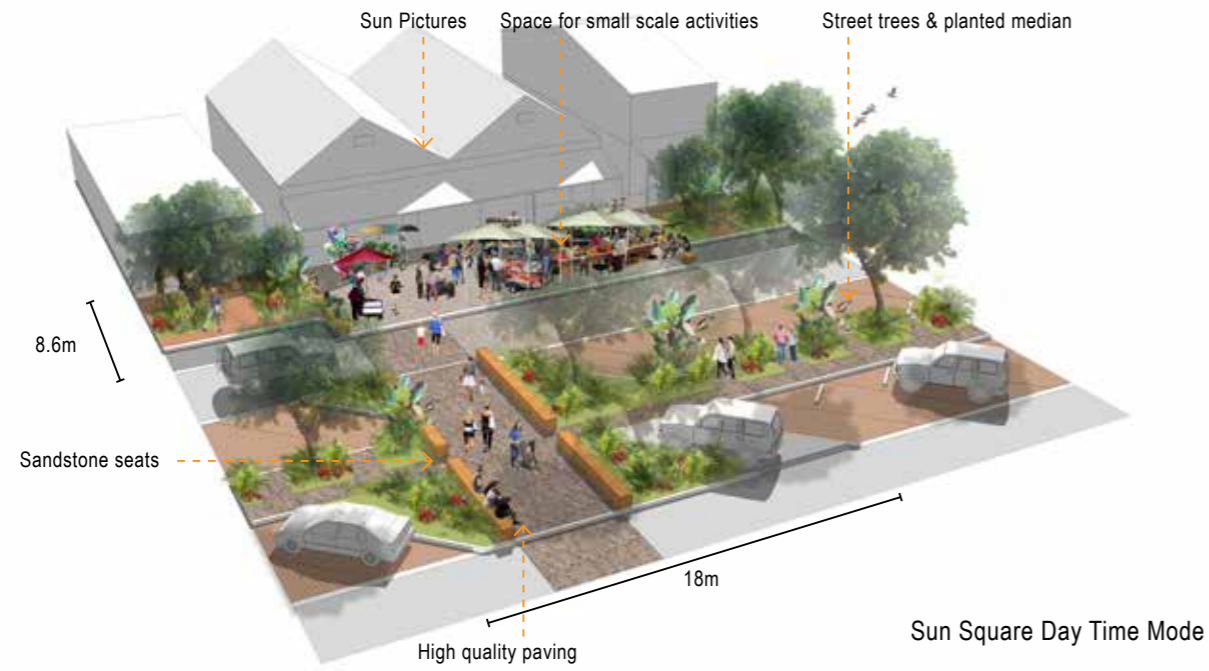 Sun Pictures
Space for small scale activities
Street trees & planted median
8.6m
Sandstone seats
18m
High quality paving
Sun Square Day Time Mode